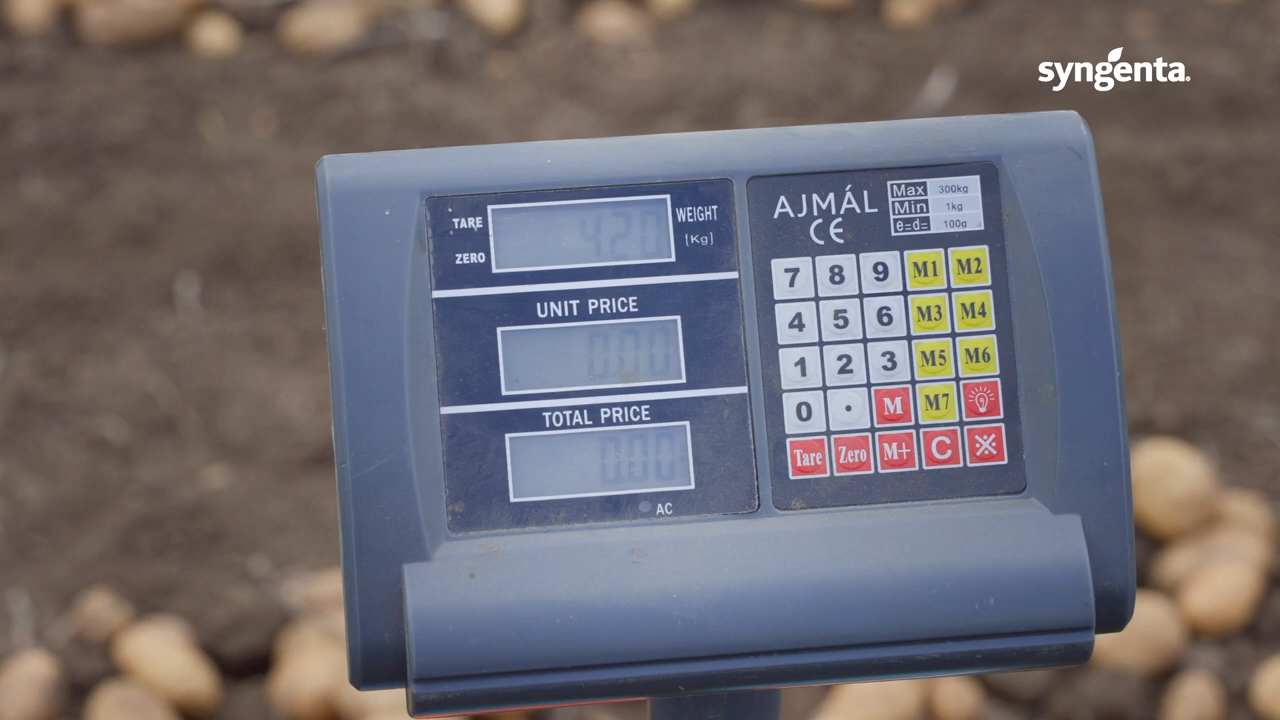 syngenta.
TARE
ZERO
WEIGHT
(Kg)
UNIT PRICE
0.00
TOTAL PRICE
0.00
AC
AJMÁL
CE
Max 300kg
Min 1kg
e=d= 100g
7 8 9 M1 M2
4 5 6 M3 M4
1 2 3 M5 M6
0 . M M7
Tare Zero M+ C ※